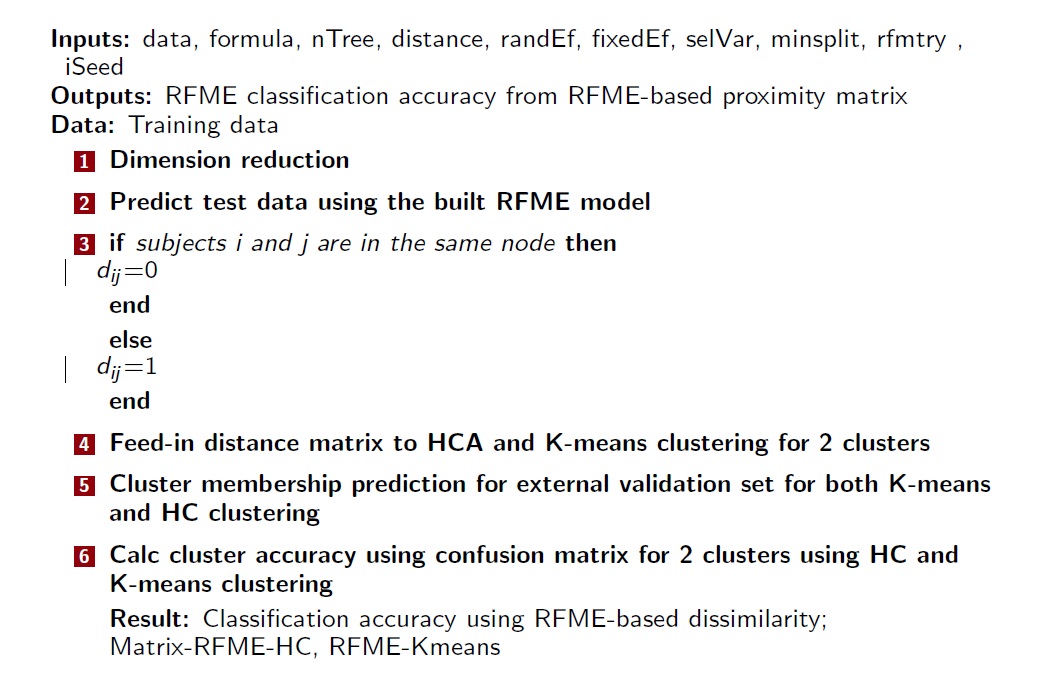 Inputs: data, formula, nTree, distance, randEf, fixedEf, selVar, minsplit, rfmtry ,
iSeed
Outputs: RFME classification accuracy from RFME-based proximity matrix
Data: Training data
1 Dimension reduction
2 Predict test data using the built RFME model
3 if subjects i and j are in the same node then
dij=0
end
else
dij=1
end
4 Feed-in distance matrix to HCA and K-means clustering for 2 clusters
5 Cluster membership prediction for external validation set for both K-means
and HC clustering
6 Calc cluster accuracy using confusion matrix for 2 clusters using HC and
K-means clustering
Result: Classification accuracy using RFME-based dissimilarity;
Matrix-RFME-HC, RFME-Kmeans